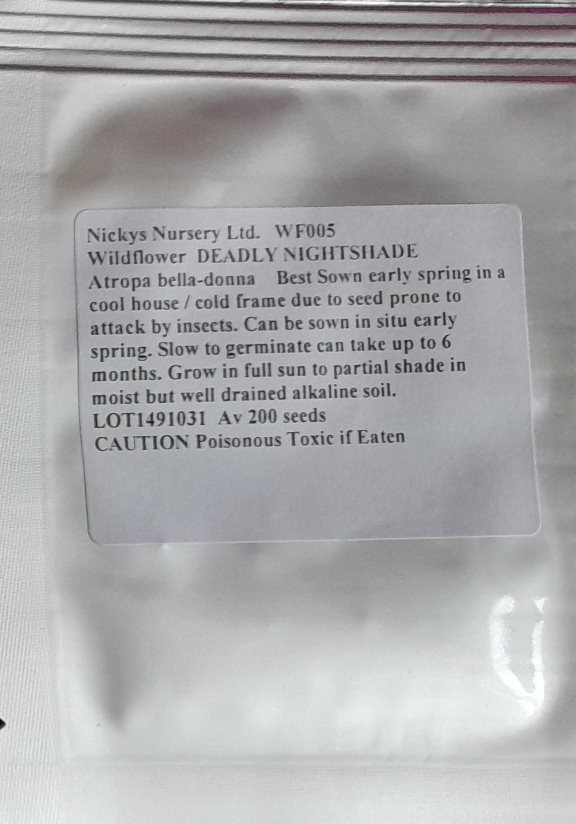 Nickys Nursery Ltd. WF005
Wildflower DEADLY NIGHTSHADE
Atropa bella-donna Best Sown early spring in a
cool house / cold frame due to seed prone to
attack by insects. Can be sown in situ early
spring. Slow to germinate can take up to 6
months. Grow in full sun to partial shade in
moist but well drained alkaline soil.
LOT1491031 Av 200 seeds
CAUTION Poisonous Toxic if Eaten